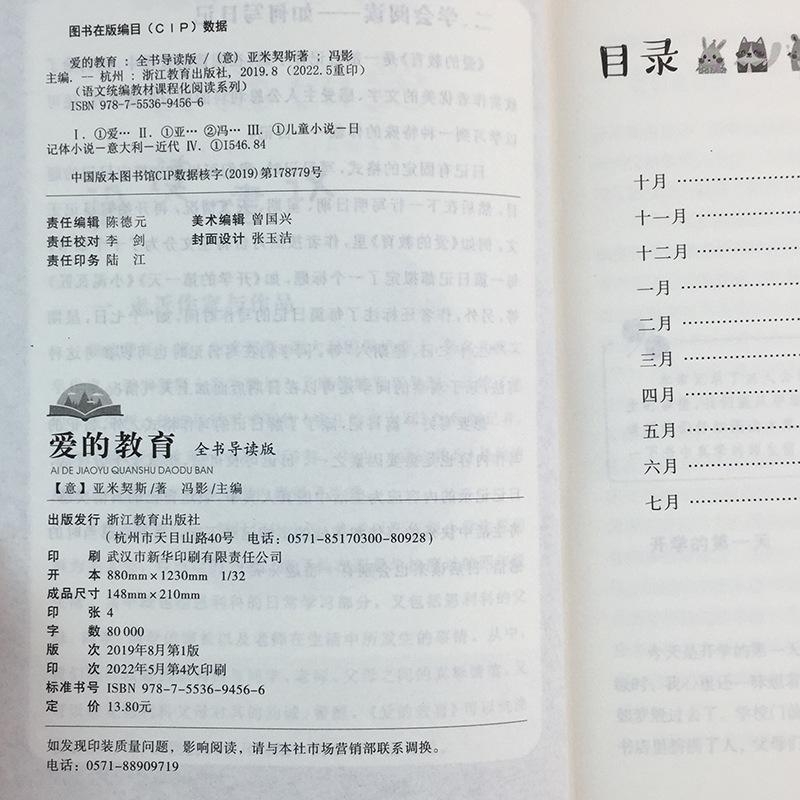 图书在版编目（CIP）数据
爱的教育：全书导读版/（意）亚米契斯著；冯影
主编. — 杭州：浙江教育出版社，2019.8（2022.5重印）
（语文统编教材课程化阅读系列）
ISBN 978-7-5536-9456-6
Ⅰ. ①爱… Ⅱ. ①亚… ②冯… Ⅲ. ①儿童小说－日
记体小说－意大利－近代 Ⅳ. ①I546.84
中国版本图书馆CIP数据核字(2019)第178779号
责任编辑 陈德元 美术编辑 曾国兴
责任校对 李 剑 封面设计 张玉洁
责任印务 陆 江
爱的教育 全书导读版
AI DE JIAOYU QUANSHU DAODU BAN
【意】亚米契斯/著 冯影/主编
出版发行 浙江教育出版社
（杭州市天目山路40号 电话：0571-85170300-80928）
印 刷 武汉市新华印刷有限责任公司
开 本 880mm×1230mm 1/32
成品尺寸 148mm×210mm
印 张 4
字 数 80 000
版 次 2019年8月第1版
印 次 2022年5月第4次印刷
标准书号 ISBN 978-7-5536-9456-6
定 价 13.80元
如发现印装质量问题，影响阅读，请与本社市场营销部联系调换。
电话：0571-88909719
目录
十月
十一月
十二月
一月
二月
三月
四月
五月
六月
七月